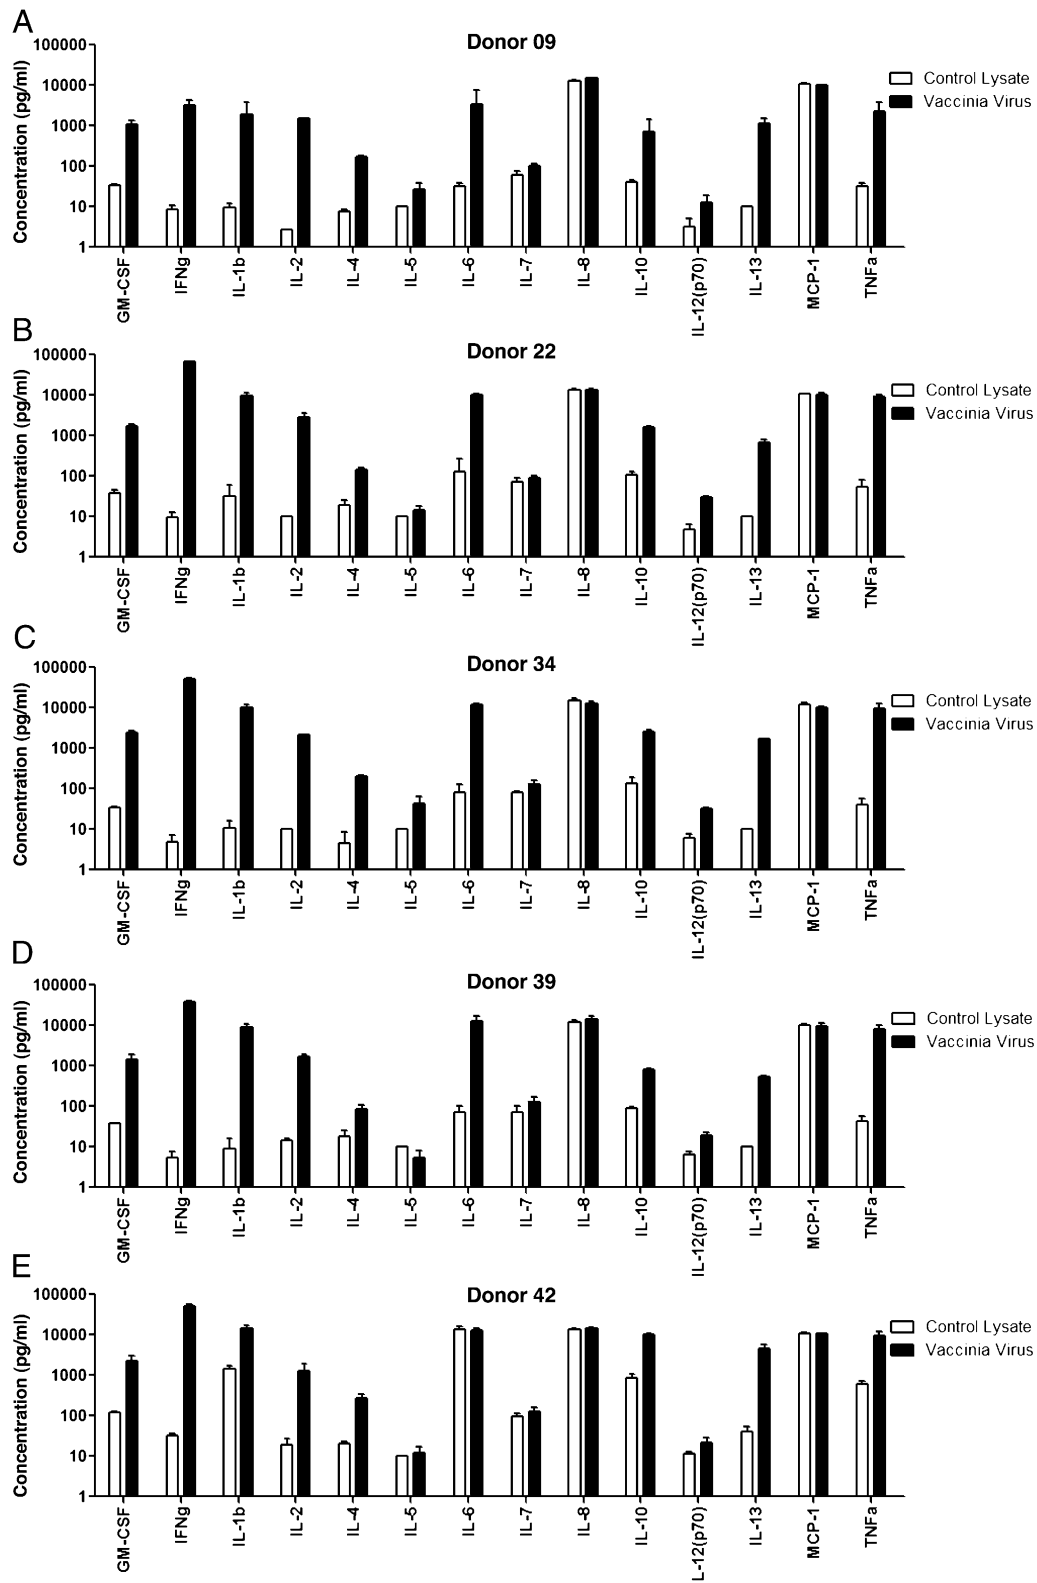 A
Donor 09
Concentration (pg/ml)
100000
10000
1000
100
10
1
Control Lysate
Vaccinia Virus
GM-CSF
IFNg
IL-1b
IL-2
IL-4
IL-5
IL-6
IL-7
IL-8
IL-10
IL-12(p70)
IL-13
MCP-1
TNFa
B
Donor 22
Concentration (pg/ml)
100000
10000
1000
100
10
1
Control Lysate
Vaccinia Virus
GM-CSF
IFNg
IL-1b
IL-2
IL-4
IL-5
IL-6
IL-7
IL-8
IL-10
IL-12(p70)
IL-13
MCP-1
TNFa
C
Donor 34
Concentration (pg/ml)
100000
10000
1000
100
10
1
Control Lysate
Vaccinia Virus
GM-CSF
IFNg
IL-1b
IL-2
IL-4
IL-5
IL-6
IL-7
IL-8
IL-10
IL-12(p70)
IL-13
MCP-1
TNFa
D
Donor 39
Concentration (pg/ml)
100000
10000
1000
100
10
1
Control Lysate
Vaccinia Virus
GM-CSF
IFNg
IL-1b
IL-2
IL-4
IL-5
IL-6
IL-7
IL-8
IL-10
IL-12(p70)
IL-13
MCP-1
TNFa
E
Donor 42
Concentration (pg/ml)
100000
10000
1000
100
10
1
Control Lysate
Vaccinia Virus
GM-CSF
IFNg
IL-1b
IL-2
IL-4
IL-5
IL-6
IL-7
IL-8
IL-10
L-12(p70)
IL-13
MCP-1
TNFa